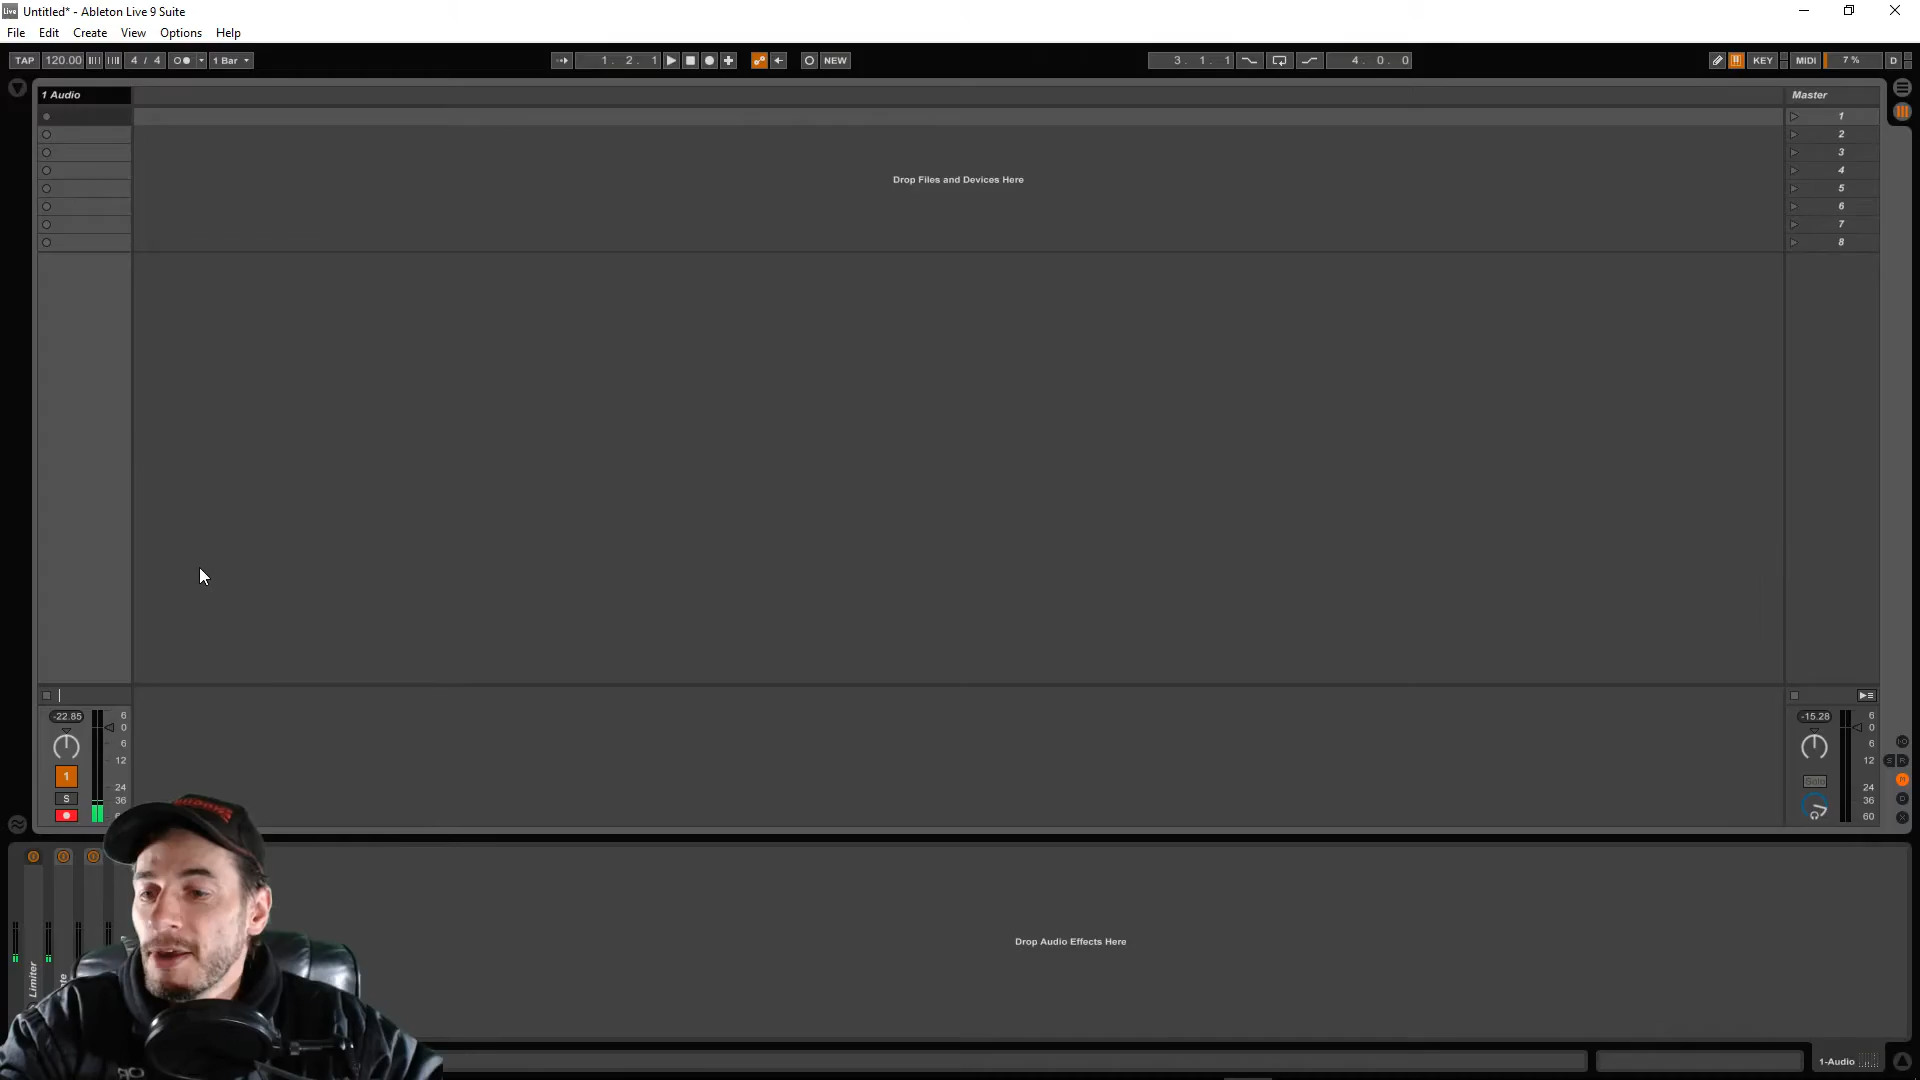 Live Untitled* - Ableton Live 9 Suite
File Edit Create View Options Help
TAP 120.00 4 / 4 1 Bar 1. 2. 1 NEW 3. 1. 1 4. 0. 0 KEY MIDI 7 % D
1 Audio Master
1
2
3
4
5
6
7
8
Drop Files and Devices Here
-22.85 6 -15.28 6
0 0
6 6
S R
12 12
1 Solo
24 24
S 36 36
60
Limiter
Drop Audio Effects Here
1-Audio